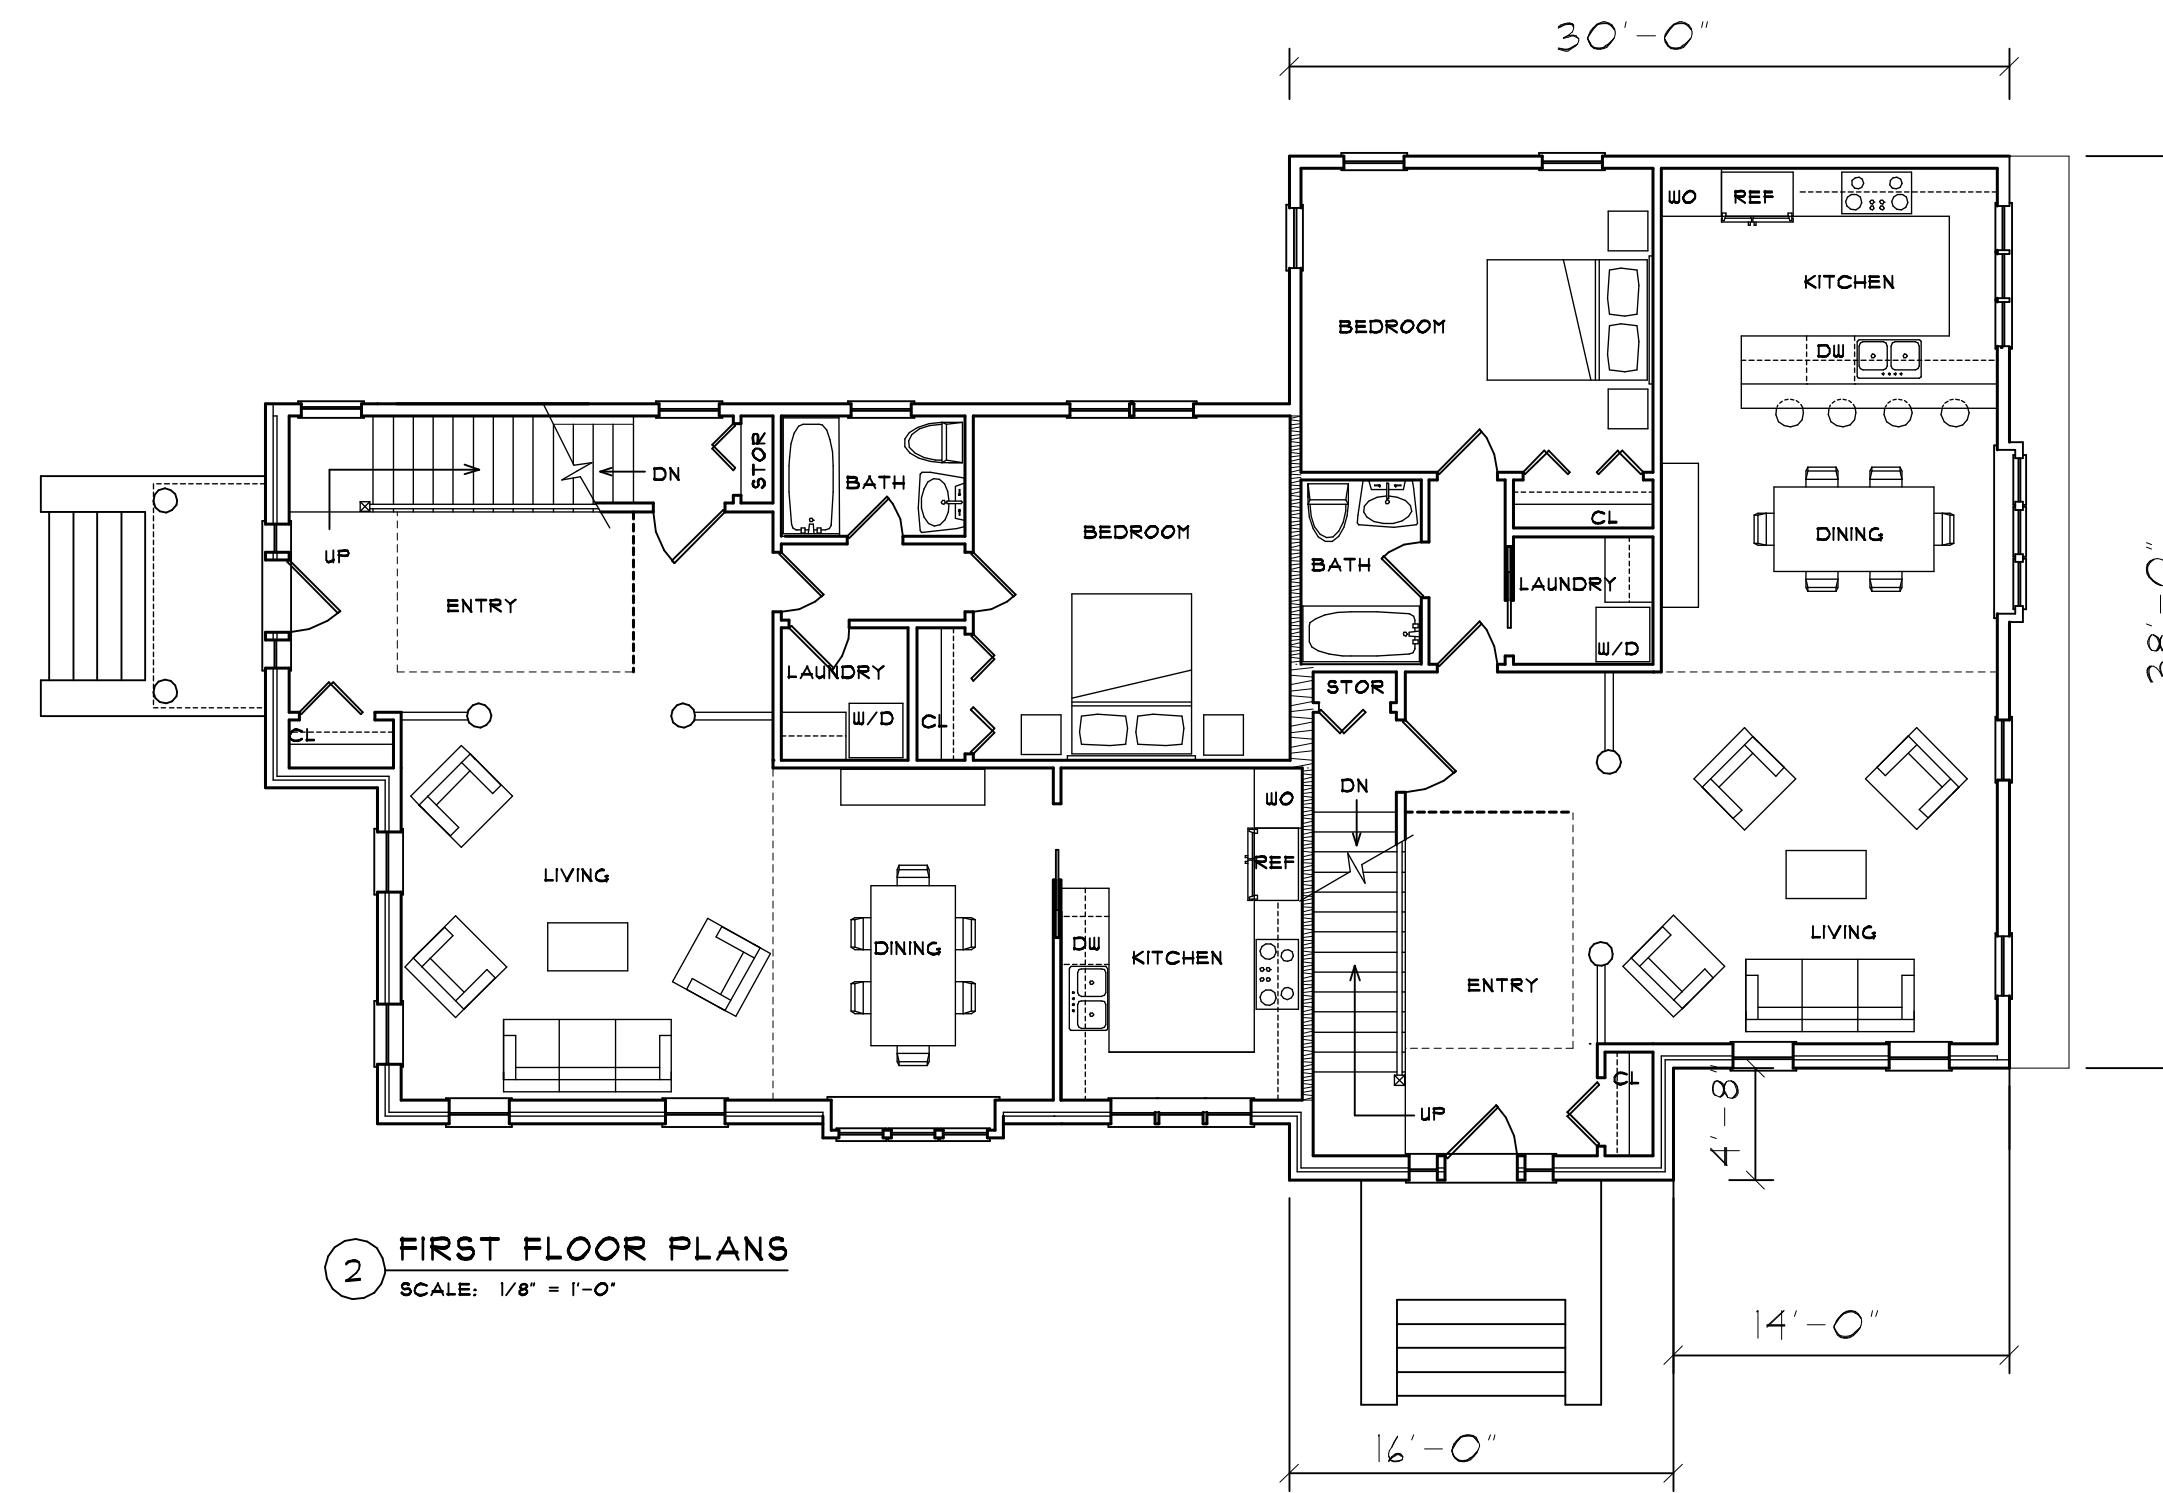 30'-0"
WO
REF
KITCHEN
BEDROOM
DW
STOR
DN
BATH
CL
BEDROOM
DINING
UP
BATH
LAUNDRY
ENTRY
38'-0"
W/D
LAUNDRY
STOR
W/D
CL
CL
DN
WO
REF
LIVING
LIVING
DW
DINING
KITCHEN
ENTRY
CL
4'-8"
UP
2
FIRST FLOOR PLANS
SCALE: 1/8" = 1'-0"
14'-0"
16'-0"